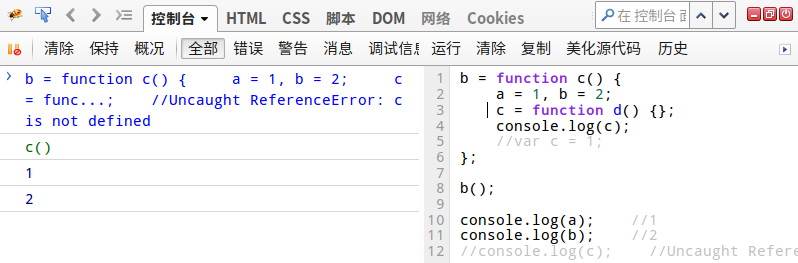 控制台 HTML CSS 脚本 DOM 网络 Cookies 在 控制台 面
清除 保持 概况 全部 错误 警告 消息 调试信息 运行 清除 复制 美化源代码 历史
b = function c() { a = 1, b = 2; c
= func...; //Uncaught ReferenceError: c
is not defined
c()
1
2
1 b = function c() {
2 a = 1, b = 2;
3 c = function d() {};
4 console.log(c);
5 //var c = 1;
6 };
7
8 b();
9
10 console.log(a); //1
11 console.log(b); //2
12 //console.log(c); //Uncaught Refere